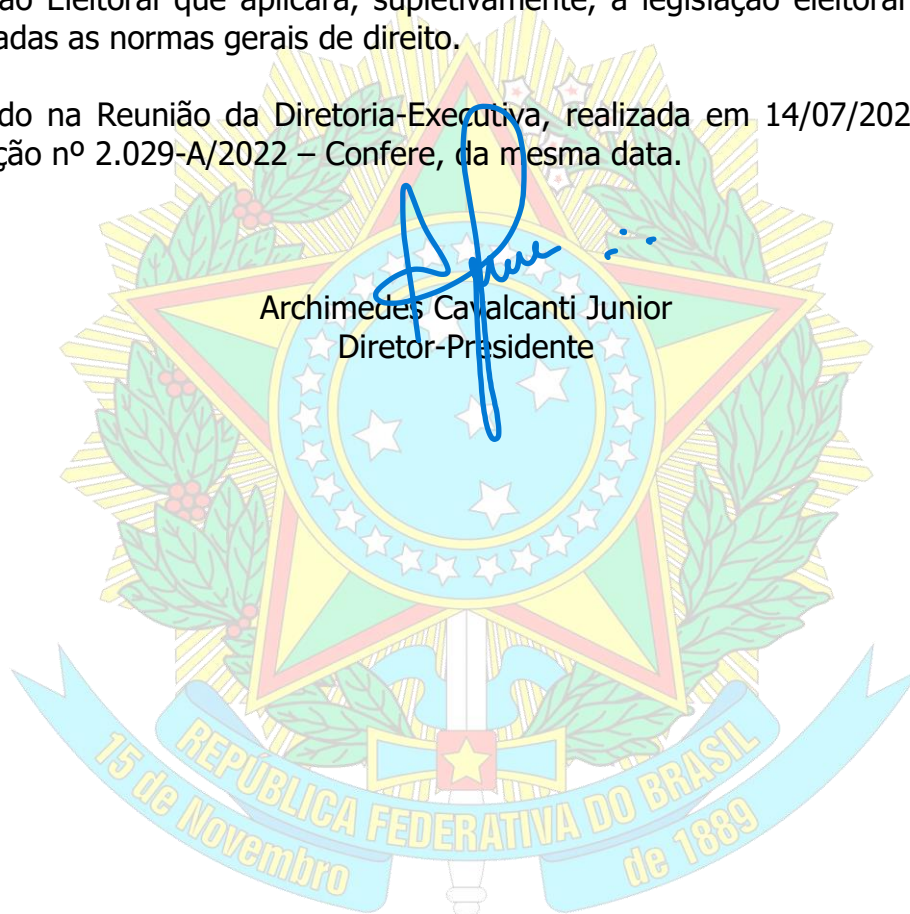 ão Eleitoral que aplicará, supletivamente, a legislação eleitoral
adas as normas gerais de direito.
do na Reunião da Diretoria-Executiva, realizada em 14/07/202
ção nº 2.029-A/2022 – Confere, da mesma data.
Archimedes Cavalcanti Junior
Diretor-Presidente
REPÚBLICA FEDERATIVA DO BRASIL
15 de Novembro
de 1889